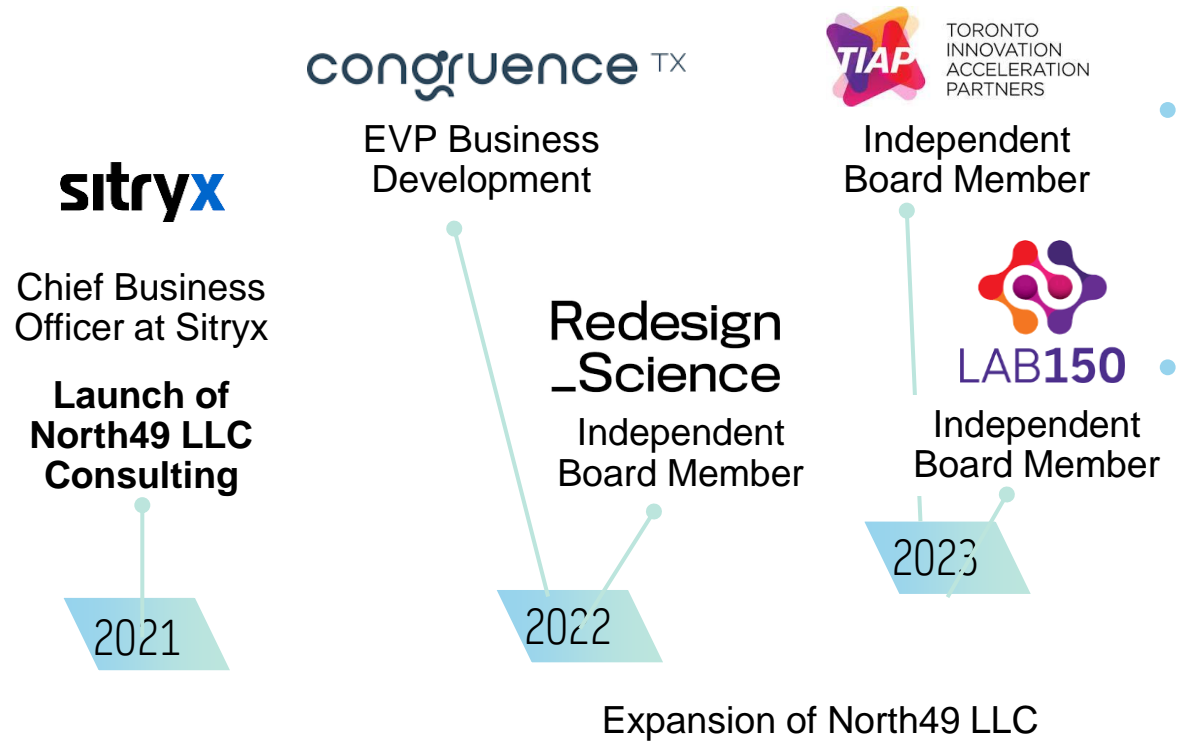 sitryx
Chief Business
Officer at Sitryx
Launch of
North49 LLC
Consulting
2021
congruence TX
EVP Business
Development
Redesign
_Science
Independent
Board Member
2022
TIAP
TORONTO
INNOVATION
ACCELERATION
PARTNERS
Independent
Board Member
LAB150
Independent
Board Member
2023
Expansion of North49 LLC